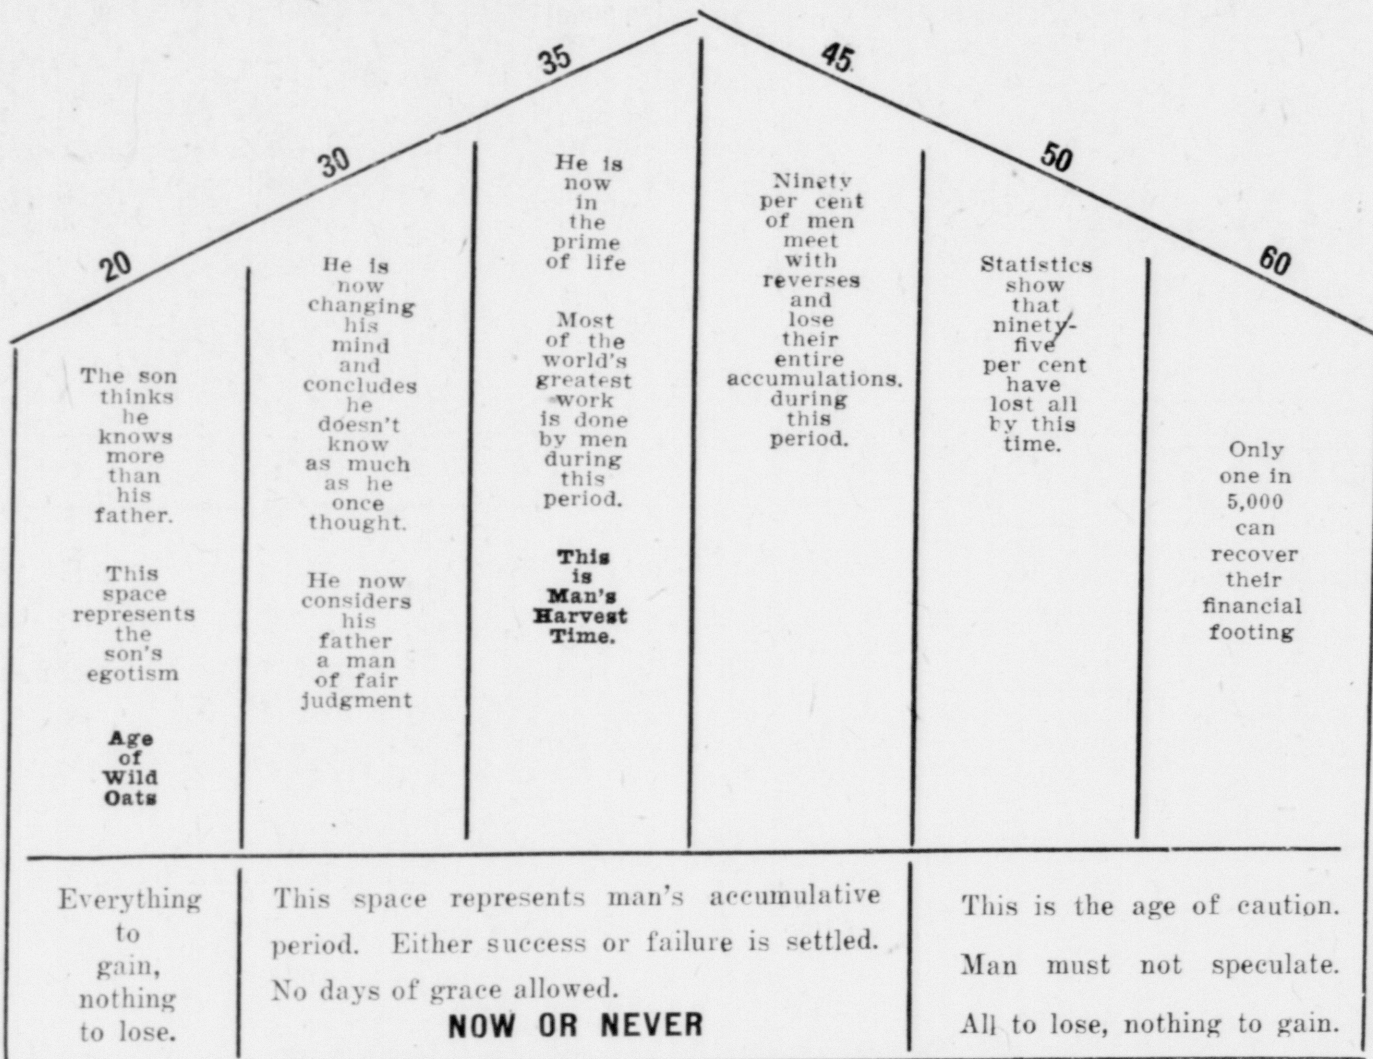 20
The son
thinks
he
knows
more
than
his
father.
This
space
represents
the
son's
egotism
Age
of
Wild
Oats
30
He is
now
changing
his
mind
and
concludes
he
doesn't
know
as much
as he
once
thought.
He now
considers
his
father
a man
of fair
judgment
35
He is
now
in
the
prime
of life
Most
of the
world's
greatest
work
is done
by men
during
this
period.
This
is
Man's
Harvest
Time.
45
Ninety
per cent
of men
meet
with
reverses
and
lose
their
entire
accumulations.
during
this
period.
50
Statistics
show
that
ninety-
five
per cent
have
lost all
by this
time.
60
Only
one in
5,000
can
recover
their
financial
footing
Everything
to
gain,
nothing
to lose.
This space represents man's accumulative
period. Either success or failure is settled.
No days of grace allowed.
NOW OR NEVER
This is the age of caution.
Man must not speculate.
All to lose, nothing to gain.